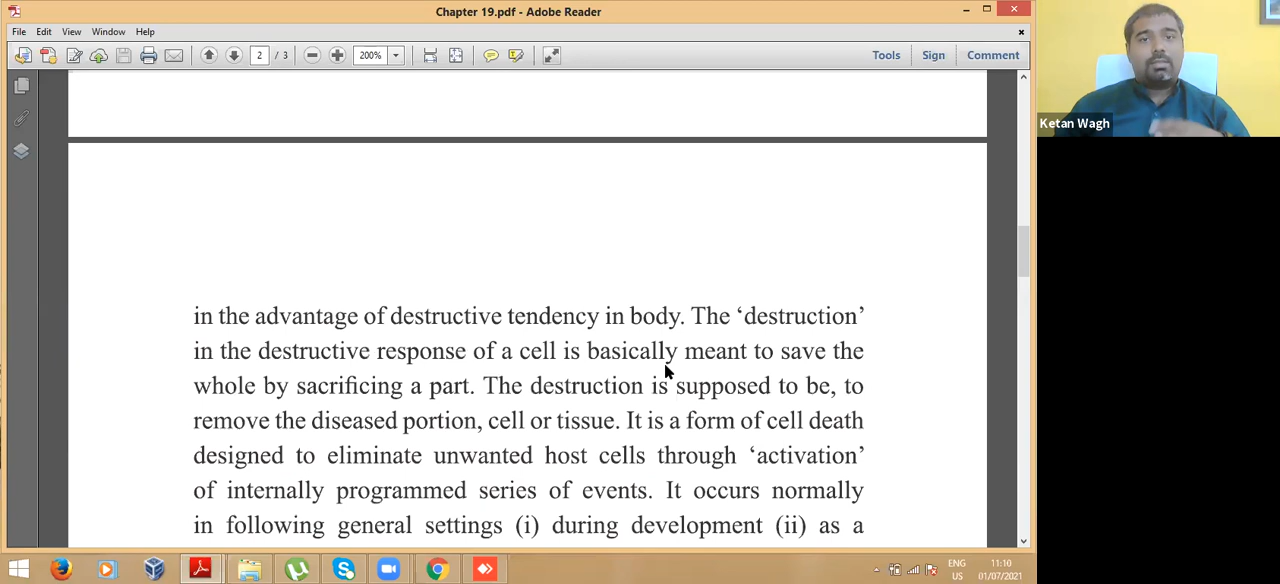 Chapter 19.pdf - Adobe Reader
File Edit View Window Help
2 / 3 200% Tools Sign Comment
Ketan Wagh
in the advantage of destructive tendency in body. The ‘destruction’
in the destructive response of a cell is basically meant to save the
whole by sacrificing a part. The destruction is supposed to be, to
remove the diseased portion, cell or tissue. It is a form of cell death
designed to eliminate unwanted host cells through ‘activation’
of internally programmed series of events. It occurs normally
in following general settings (i) during development (ii) as a
ENG 11:10
US 01/07/2021